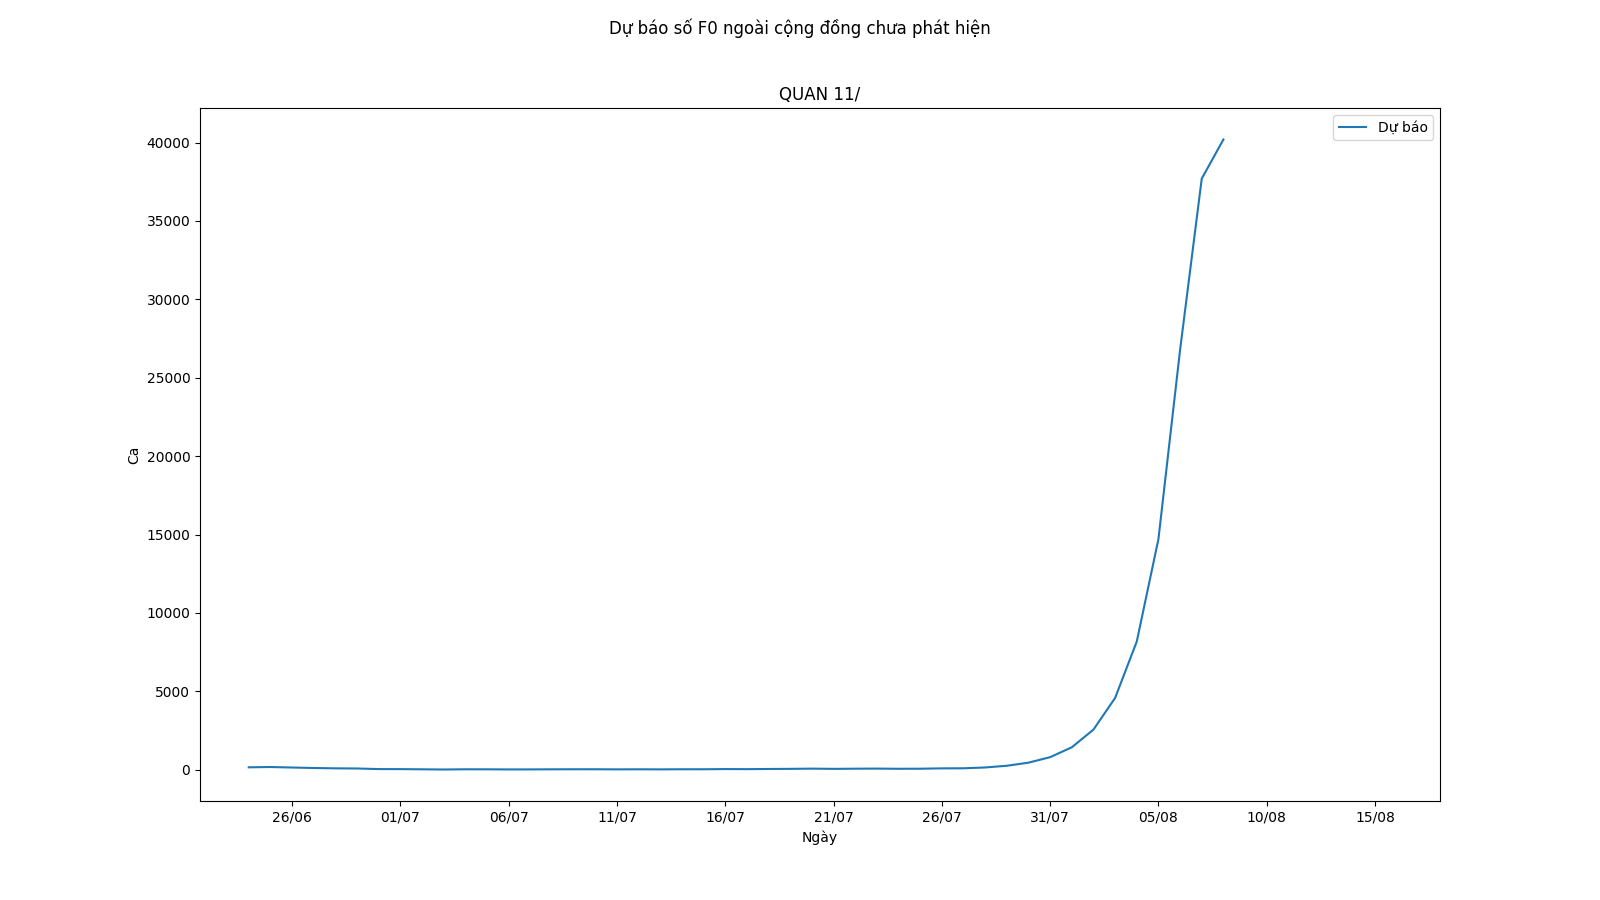 Dự báo số F0 ngoài cộng đồng chưa phát hiện
QUAN 11/
Dự báo
40000
35000
30000
25000
20000
15000
10000
5000
0
Ca
26/06 01/07 06/07 11/07 16/07 21/07 26/07 31/07 05/08 10/08 15/08
Ngày